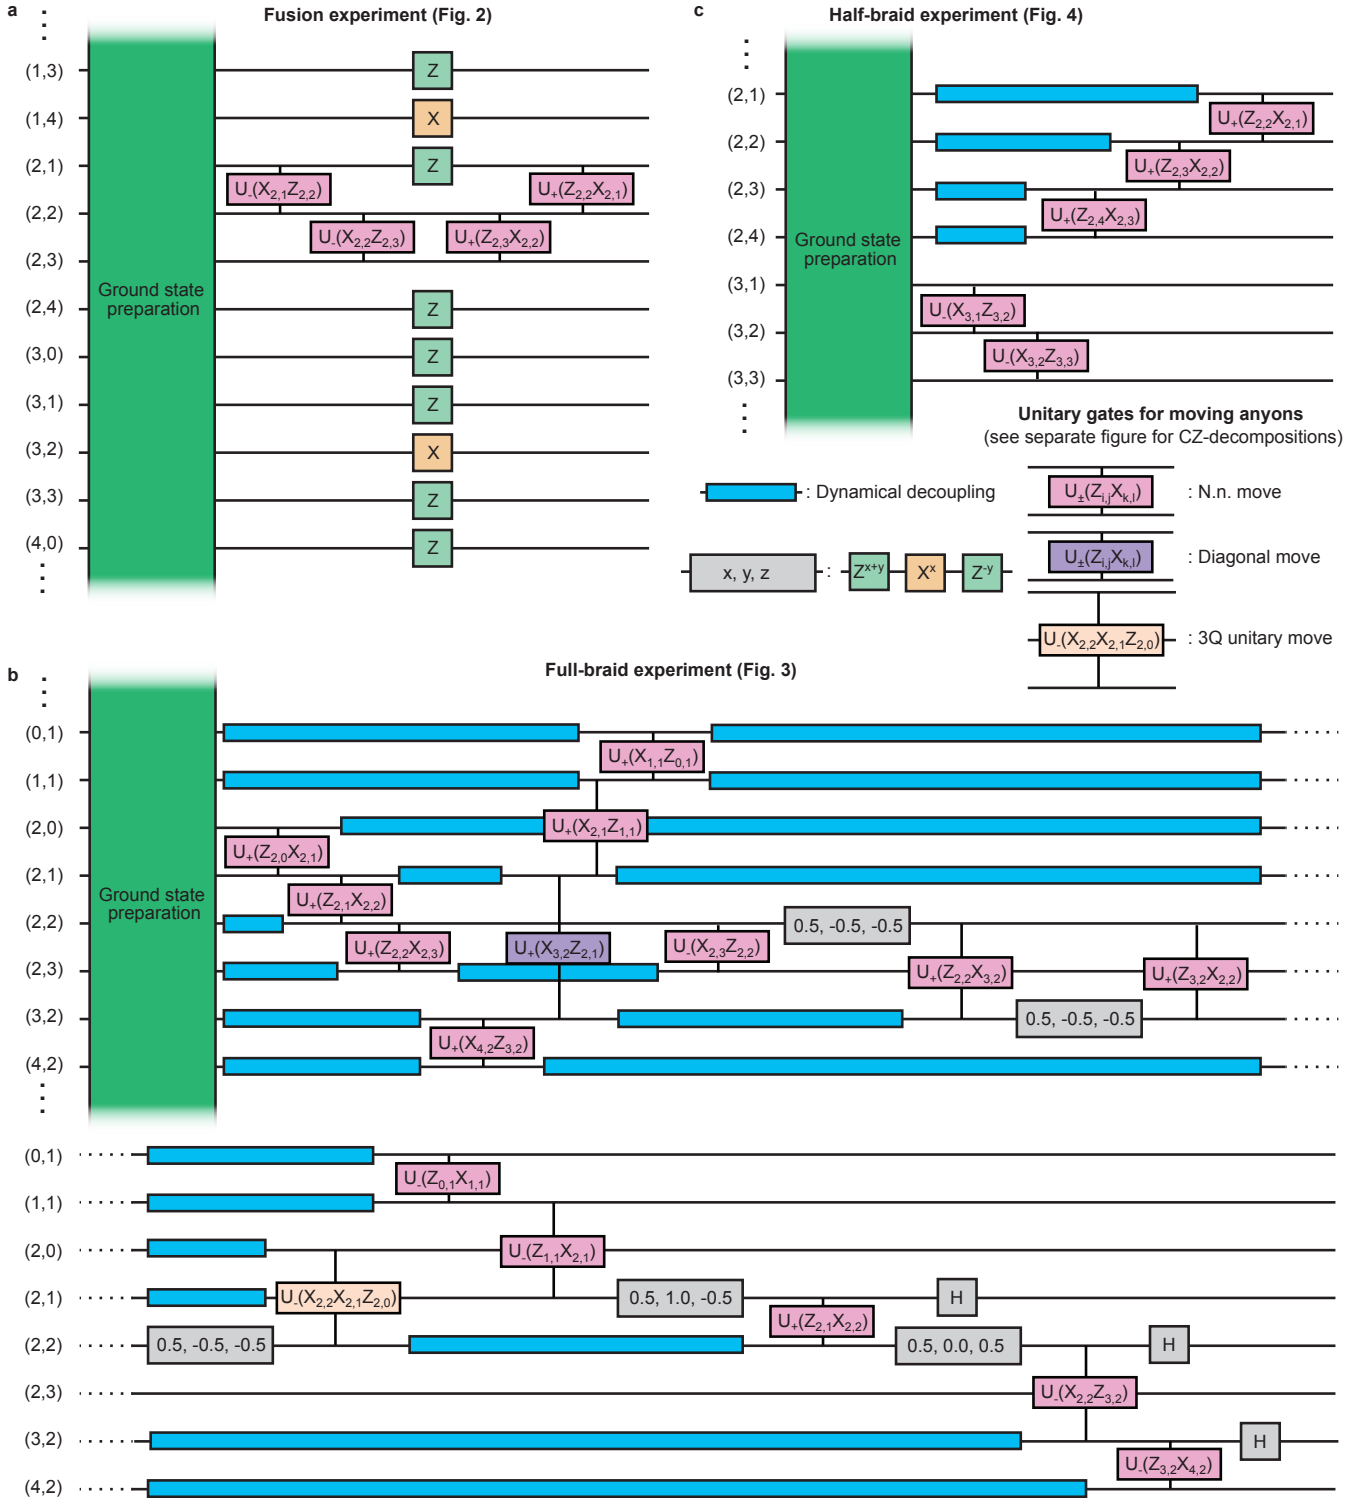 a
Fusion experiment (Fig. 2)
(1,3)
Z
(1,4)
X
(2,1)
Z
U₋(X₂,₁Z₂,₂)
U₊(Z₂,₂X₂,₁)
(2,2)
U₋(X₂,₂Z₂,₃)
U₊(Z₂,₃X₂,₂)
(2,3)
Ground state
preparation
(2,4)
Z
(3,0)
Z
(3,1)
Z
(3,2)
X
(3,3)
Z
(4,0)
Z
c
Half-braid experiment (Fig. 4)
(2,1)
U₊(Z₂,₂X₂,₁)
(2,2)
U₊(Z₂,₃X₂,₂)
(2,3)
U₊(Z₂,₄X₂,₃)
(2,4)
Ground state
preparation
(3,1)
U₋(X₃,₁Z₃,₂)
(3,2)
U₋(X₃,₂Z₃,₃)
(3,3)
Unitary gates for moving anyons
(see separate figure for CZ-decompositions)
: Dynamical decoupling
U±(Zi,jXk,l)
: N.n. move
x, y, z
:
Zˣ⁺ʸ
Xˣ
Z⁻ʸ
U±(Zi,jXk,l)
: Diagonal move
U₋(X₂,₂X₂,₁Z₂,₀)
: 3Q unitary move
b
Full-braid experiment (Fig. 3)
(0,1)
U₊(X₁,₁Z₀,₁)
(1,1)
U₊(X₂,₁Z₁,₁)
(2,0)
U₊(Z₂,₀X₂,₁)
(2,1)
Ground state
preparation
U₊(Z₂,₁X₂,₂)
(2,2)
0.5, -0.5, -0.5
U₊(Z₂,₂X₂,₃)
U₊(X₃,₂Z₂,₁)
U₋(X₂,₃Z₂,₂)
(2,3)
U₊(Z₂,₂X₃,₂)
U₊(Z₃,₂X₂,₂)
(3,2)
0.5, -0.5, -0.5
U₊(X₄,₂Z₃,₂)
(4,2)
(0,1)
U₋(Z₀,₁X₁,₁)
(1,1)
(2,0)
U₋(Z₁,₁X₂,₁)
(2,1)
U₋(X₂,₂X₂,₁Z₂,₀)
0.5, 1.0, -0.5
H
U₊(Z₂,₁X₂,₂)
(2,2)
0.5, -0.5, -0.5
0.5, 0.0, 0.5
H
(2,3)
U₋(X₂,₂Z₃,₂)
(3,2)
H
U₋(Z₃,₂X₄,₂)
(4,2)